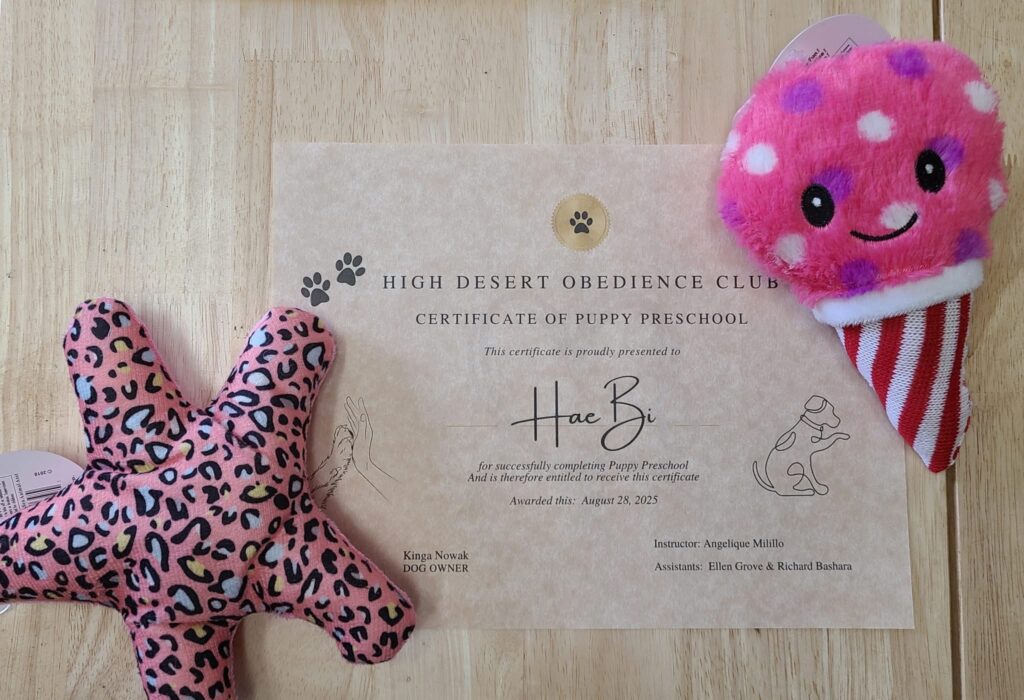 HIGH DESERT OBEDIENCE CLUB
CERTIFICATE OF PUPPY PRESCHOOL
This certificate is proudly presented to
Hae Bi
for successfully completing Puppy Preschool
And is therefore entitled to receive this certificate
Awarded this: August 28, 2025
Kinga Nowak
DOG OWNER
Instructor: Angelique Milillo
Assistants: Ellen Grove & Richard Bashara
© 2018